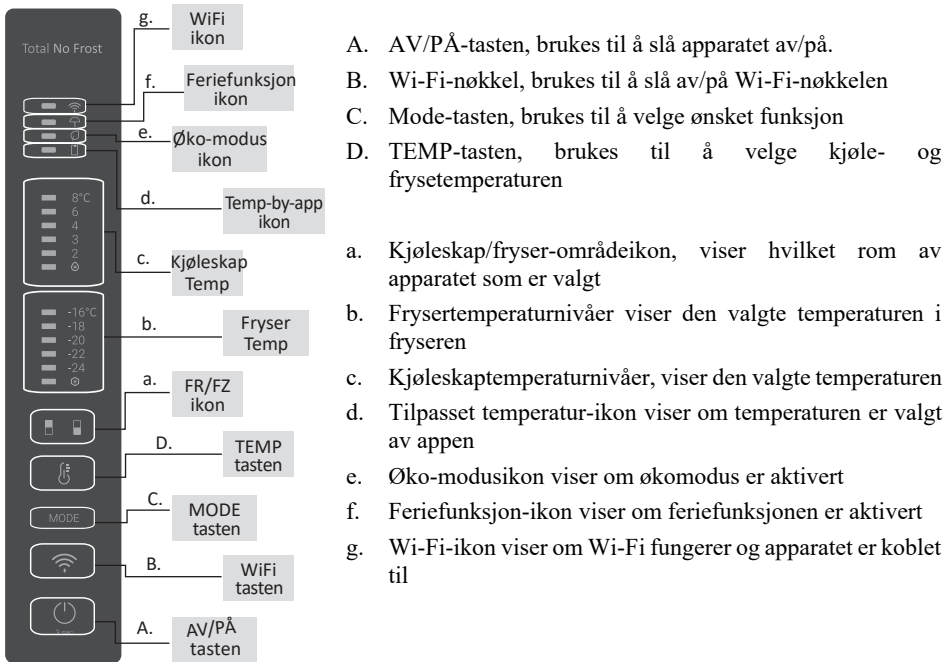 Total No Frost
8°C
6
4
3
2
-16°C
-18
-20
-22
-24
MODE
g.
WiFi
ikon
f.
Feriefunksjon
ikon
e.
Øko-modus
ikon
d.
Temp-by-app
ikon
c.
Kjøleskap
Temp
b.
Fryser
Temp
a.
FR/FZ
ikon
D.
TEMP
tasten
C.
MODE
tasten
B.
WiFi
tasten
A.
AV/PÅ
tasten
A. AV/PÅ-tasten, brukes til å slå apparatet av/på.
B. Wi-Fi-nøkkel, brukes til å slå av/på Wi-Fi-nøkkelen
C. Mode-tasten, brukes til å velge ønsket funksjon
D. TEMP-tasten, brukes til å velge kjøle- og
frysetemperaturen
a. Kjøleskap/fryser-områdeikon, viser hvilket rom av
apparatet som er valgt
b. Frysertemperaturnivåer viser den valgte temperaturen i
fryseren
c. Kjøleskaptemperaturnivåer, viser den valgte temperaturen
d. Tilpasset temperatur-ikon viser om temperaturen er valgt
av appen
e. Øko-modusikon viser om økomodus er aktivert
f. Feriefunksjon-ikon viser om feriefunksjonen er aktivert
g. Wi-Fi-ikon viser om Wi-Fi fungerer og apparatet er koblet
til